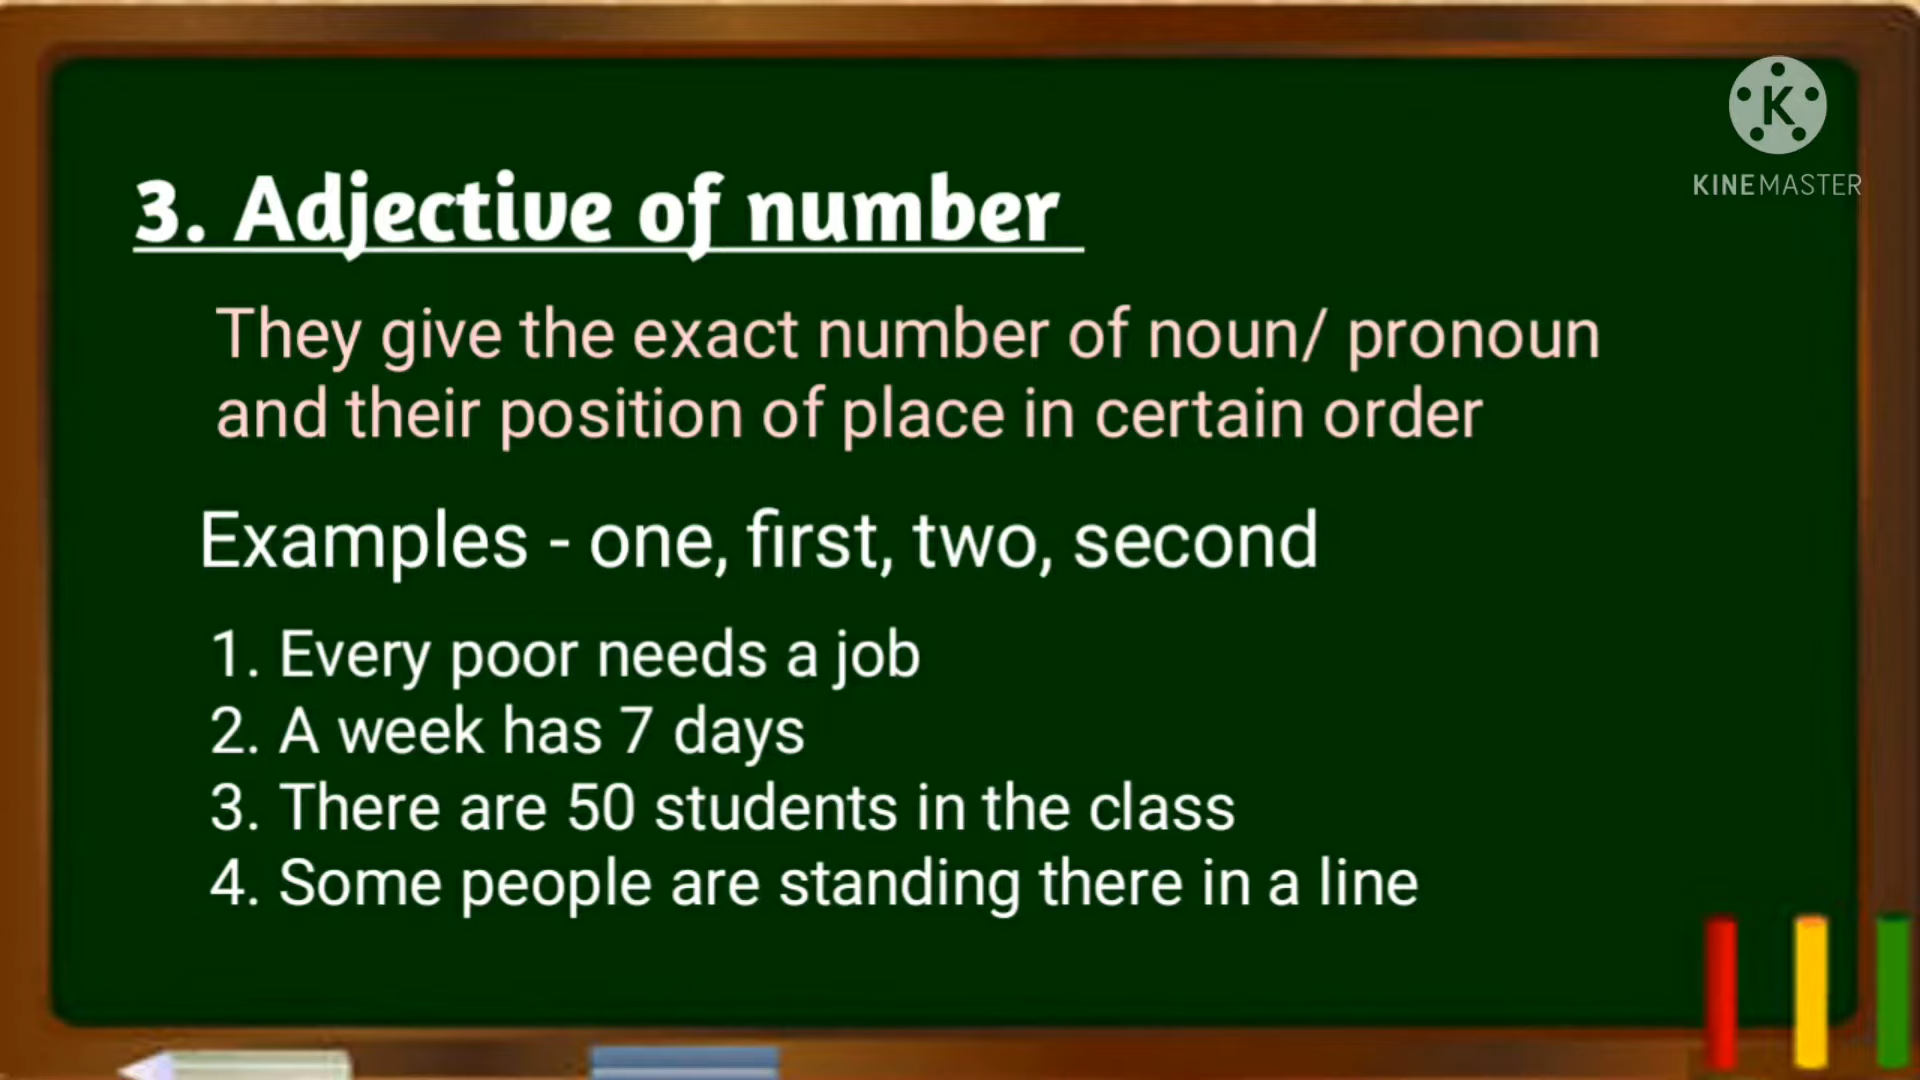 K
KINEMASTER
3. Adjective of number
They give the exact number of noun/ pronoun
and their position of place in certain order
Examples - one, first, two, second
1. Every poor needs a job
2. A week has 7 days
3. There are 50 students in the class
4. Some people are standing there in a line